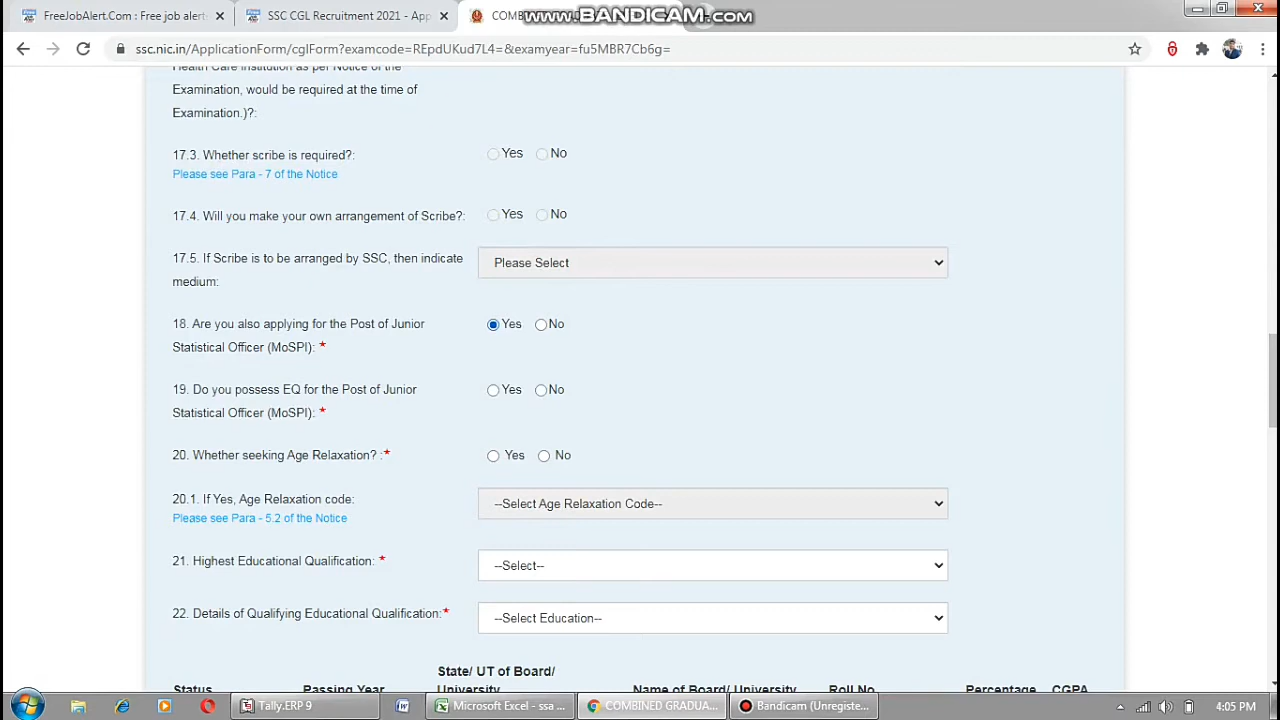 FreeJobAlert.Com : Free job alert
SSC CGL Recruitment 2021 - App
COMB
www.BANDICAM.com
ssc.nic.in/ApplicationForm/cglForm?examcode=REpdUKud7L4=&examyear=fu5MBR7Cb6g=
Health Care Institution as per Notice of the
Examination, would be required at the time of
Examination.)?:
17.3. Whether scribe is required?:
Yes No
Please see Para - 7 of the Notice
17.4. Will you make your own arrangement of Scribe?:
Yes No
17.5. If Scribe is to be arranged by SSC, then indicate
medium:
Please Select
18. Are you also applying for the Post of Junior
Statistical Officer (MoSPI): *
Yes No
19. Do you possess EQ for the Post of Junior
Statistical Officer (MoSPI): *
Yes No
20. Whether seeking Age Relaxation? :*
Yes No
20.1. If Yes, Age Relaxation code:
Please see Para - 5.2 of the Notice
--Select Age Relaxation Code--
21. Highest Educational Qualification: *
--Select--
22. Details of Qualifying Educational Qualification:*
--Select Education--
State/ UT of Board/
Status Passing Year University Name of Board/ University Roll No Percentage CGPA
Tally.ERP 9
Microsoft Excel - ssa ...
COMBINED GRADUA...
Bandicam (Unregiste...
4:05 PM